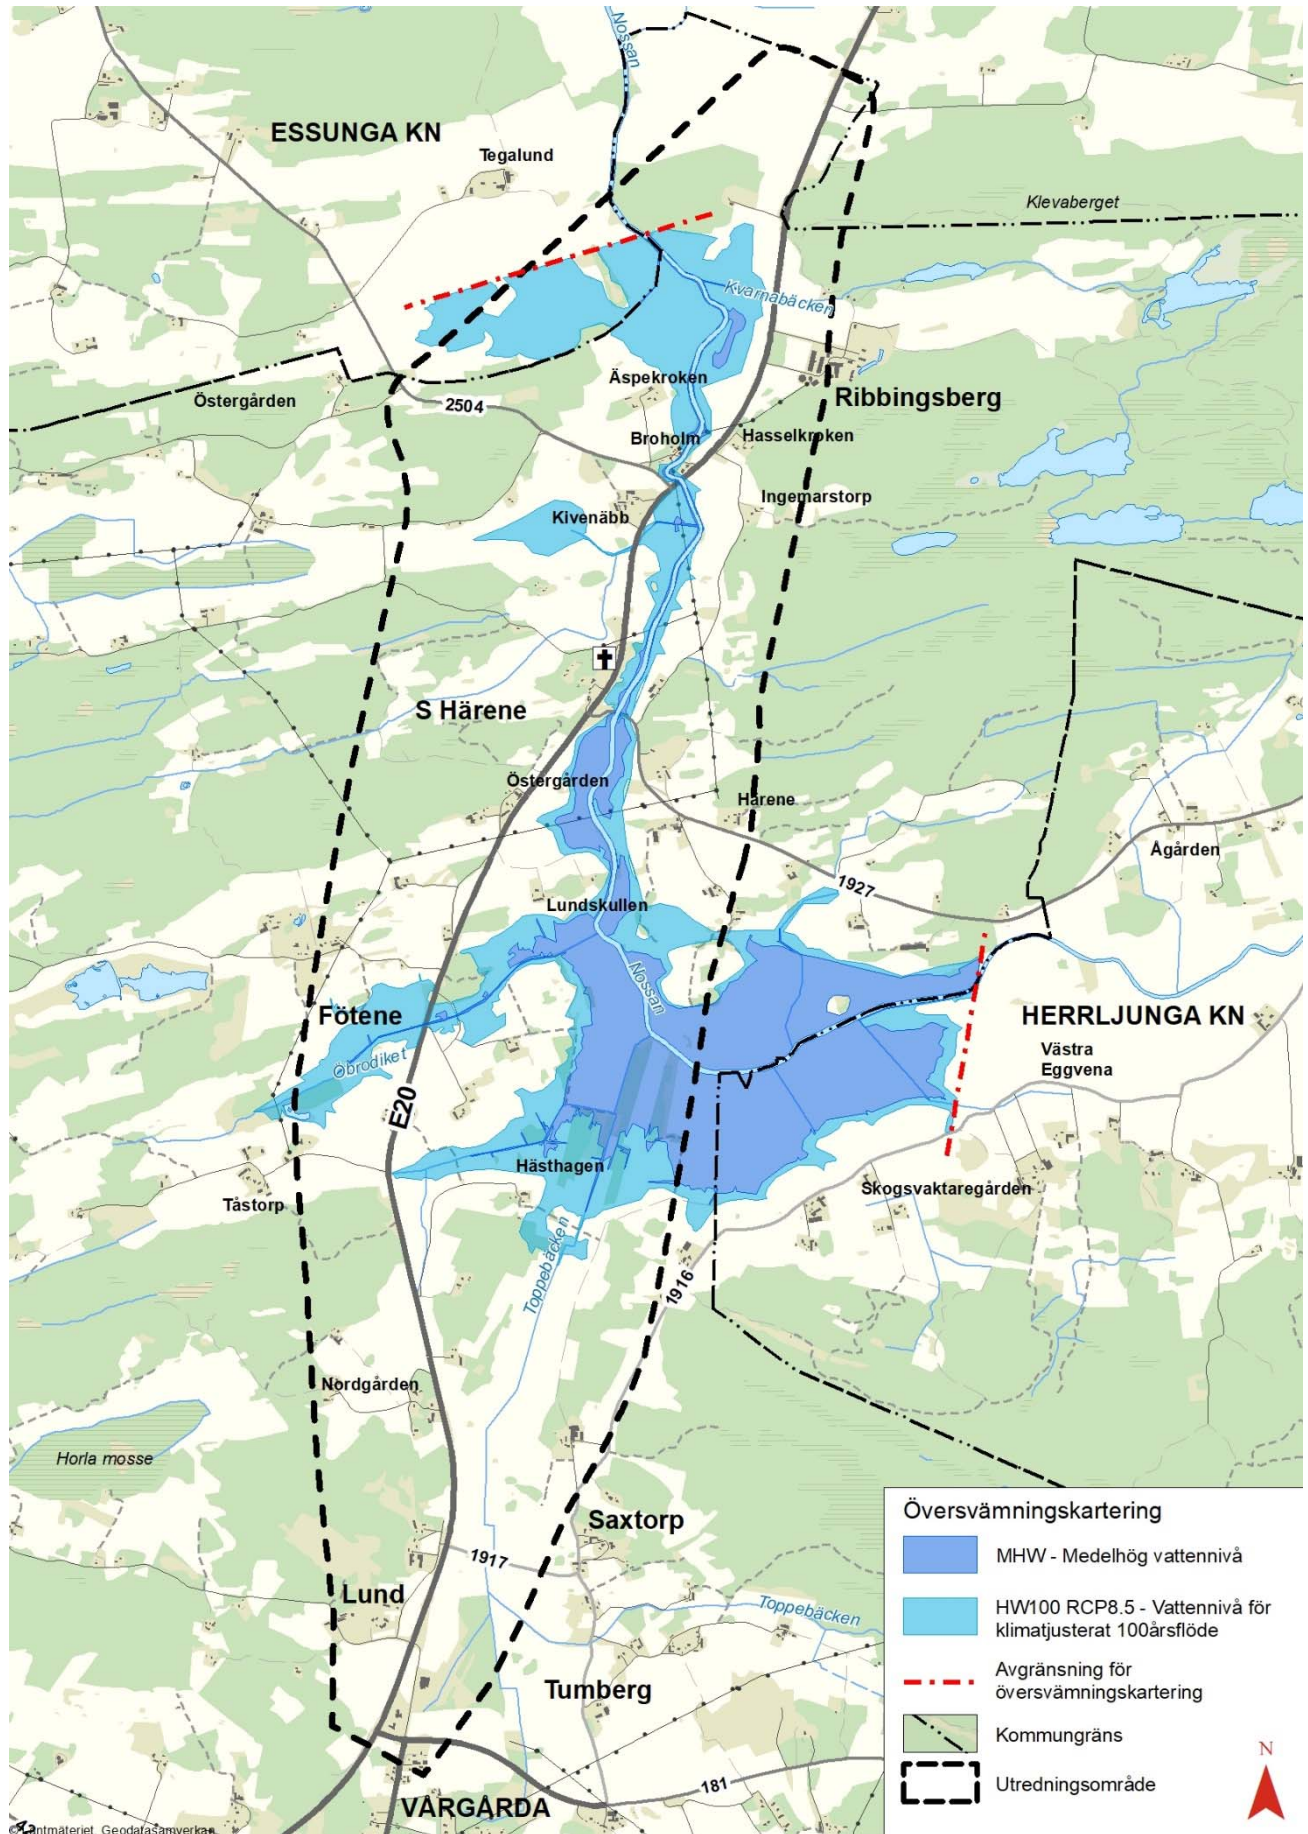 Nossan
ESSUNGA KN
Tegalund
Klevaberget
Kvarnabäcken
Östergården
2504
Äspekroken
Ribbingsberg
Broholm
Hasselkroken
Ingemarstorp
Kivenäbb
S Härene
Östergården
Härene
Ågården
1927
Lundskullen
Nossan
Fötene
HERRLJUNGA KN
Västra
Eggvena
Öbrodiket
E20
Hästhagen
Skogsvaktaregården
Tåstorp
Toppebäcken
1916
Nordgården
Horla mosse
Saxtorp
1917
Lund
Toppebäcken
Tumberg
181
VÅRGÅRDA
Översvämningskartering
MHW - Medelhög vattennivå
HW100 RCP8.5 - Vattennivå för
klimatjusterat 100årsflöde
Avgränsning för
översvämningskartering
Kommungräns
Utredningsområde
N
Lantmäteriet, Geodatasamverkan